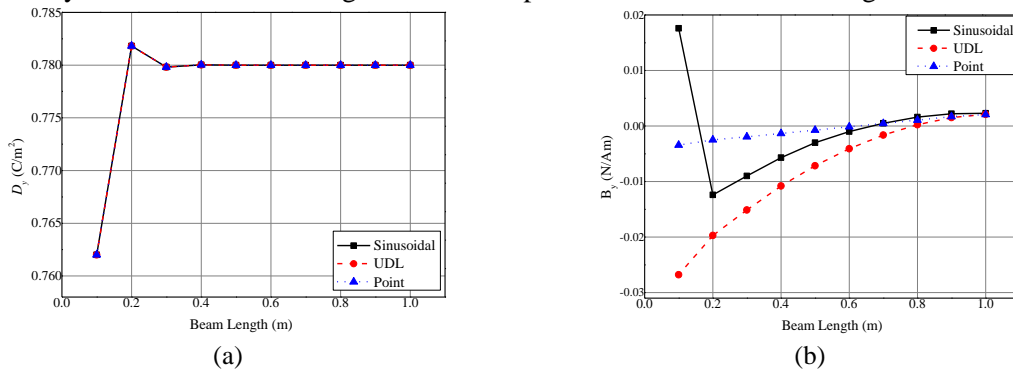 0.785
0.780
0.775
0.770
0.765
0.760
D_y (C/m²)
0.0 0.2 0.4 0.6 0.8 1.0
Beam Length (m)
Sinusoidal
UDL
Point
(a)
0.02
0.01
0.00
-0.01
-0.02
-0.03
B_y (N/Am)
0.0 0.2 0.4 0.6 0.8 1.0
Beam Length (m)
Sinusoidal
UDL
Point
(b)